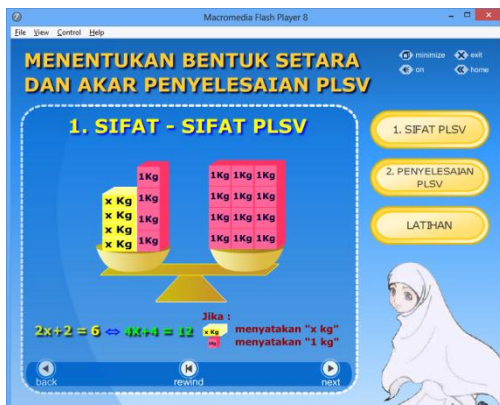 Macromedia Flash Player 8
File View Control Help
MENENTUKAN BENTUK SETARA
DAN AKAR PENYELESAIAN PLSV
minimize exit
on home
1. SIFAT - SIFAT PLSV
1Kg
x Kg 1Kg
x Kg
x Kg 1Kg
x Kg 1Kg
1Kg 1Kg 1Kg
1Kg 1Kg 1Kg
1Kg 1Kg 1Kg
1Kg 1Kg 1Kg
Jika :
2x+2 = 6 ⇔ 4X+4 = 12
x Kg menyatakan "x kg"
1Kg menyatakan "1 kg"
back rewind next
1. SIFAT PLSV
2. PENYELESAIAN
PLSV
LATIHAN